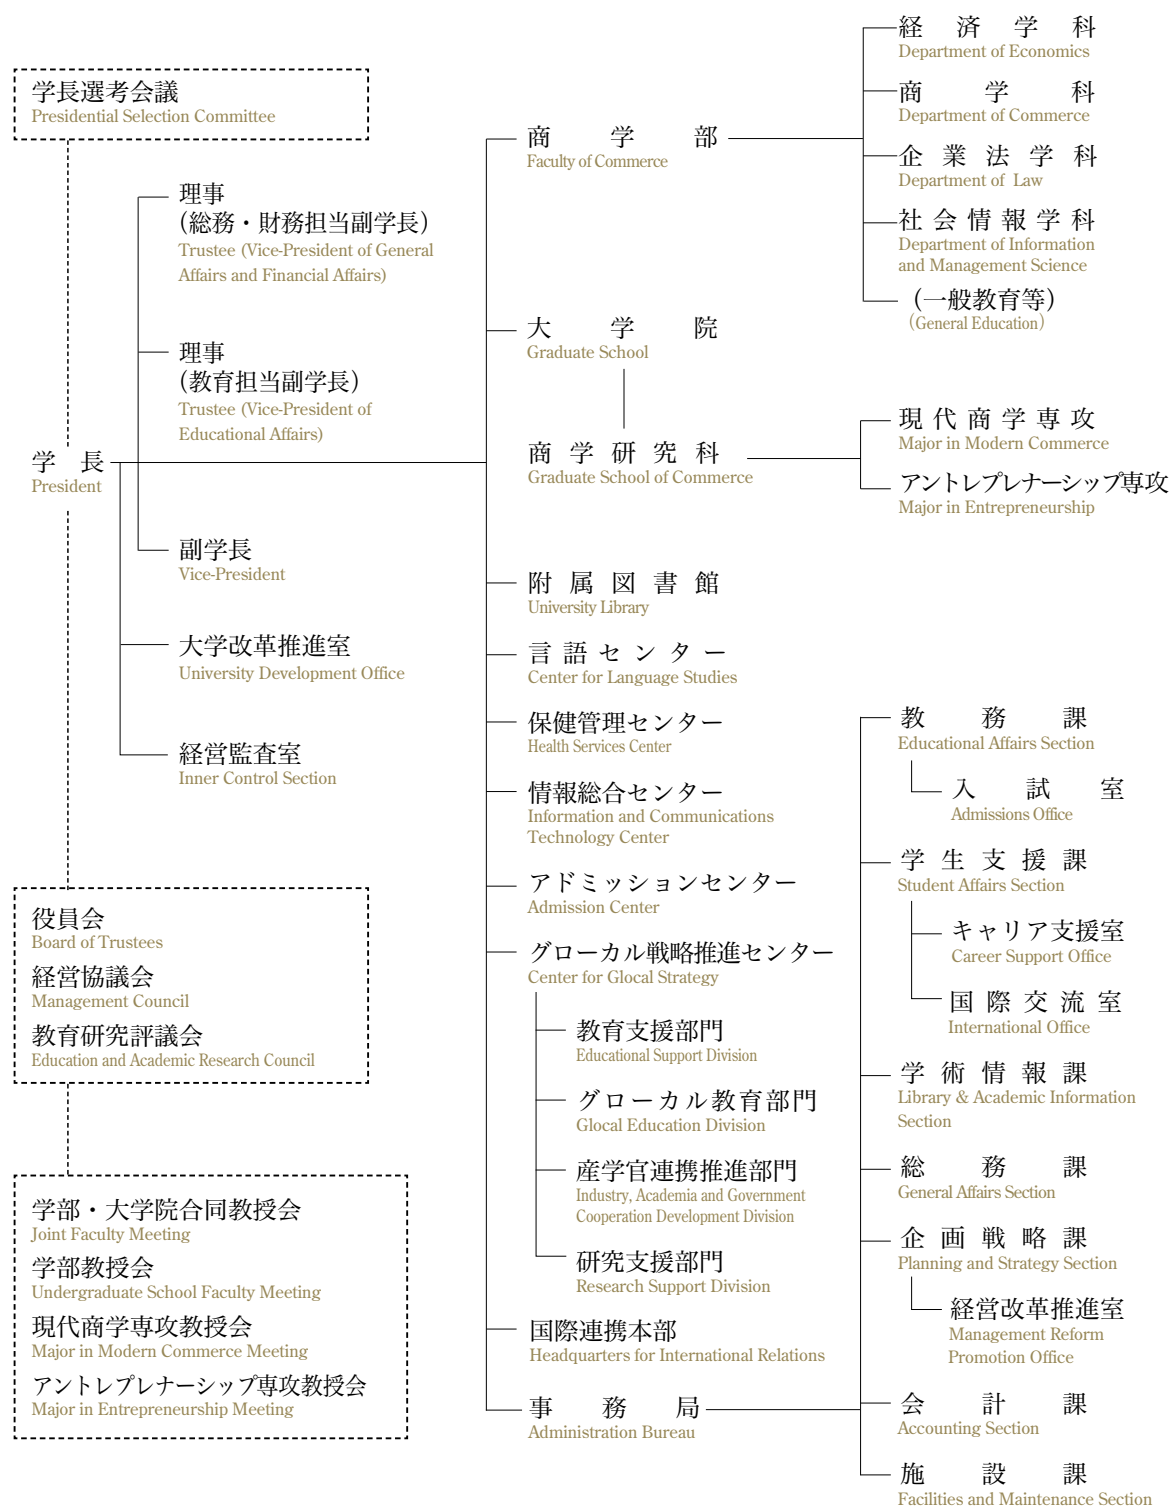 学長選考会議
Presidential Selection Committee
理事
(総務・財務担当副学長)
Trustee (Vice-President of General
Affairs and Financial Affairs)
理事
(教育担当副学長)
Trustee (Vice-President of
Educational Affairs)
学長
President
副学長
Vice-President
大学改革推進室
University Development Office
経営監査室
Inner Control Section
役員会
Board of Trustees
経営協議会
Management Council
教育研究評議会
Education and Academic Research Council
学部・大学院合同教授会
Joint Faculty Meeting
学部教授会
Undergraduate School Faculty Meeting
現代商学専攻教授会
Major in Modern Commerce Meeting
アントレプレナーシップ専攻教授会
Major in Entrepreneurship Meeting
商学部
Faculty of Commerce
大学院
Graduate School
商学研究科
Graduate School of Commerce
附属図書館
University Library
言語センター
Center for Language Studies
保健管理センター
Health Services Center
情報総合センター
Information and Communications
Technology Center
アドミッションセンター
Admission Center
グローカル戦略推進センター
Center for Glocal Strategy
教育支援部門
Educational Support Division
グローカル教育部門
Glocal Education Division
産学官連携推進部門
Industry, Academia and Government
Cooperation Development Division
研究支援部門
Research Support Division
国際連携本部
Headquarters for International Relations
事務局
Administration Bureau
経済学科
Department of Economics
商学科
Department of Commerce
企業法学科
Department of Law
社会情報学科
Department of Information
and Management Science
(一般教育等)
(General Education)
現代商学専攻
Major in Modern Commerce
アントレプレナーシップ専攻
Major in Entrepreneurship
教務課
Educational Affairs Section
入試室
Admissions Office
学生支援課
Student Affairs Section
キャリア支援室
Career Support Office
国際交流室
International Office
学術情報課
Library & Academic Information
Section
総務課
General Affairs Section
企画戦略課
Planning and Strategy Section
経営改革推進室
Management Reform
Promotion Office
会計課
Accounting Section
施設課
Facilities and Maintenance Section